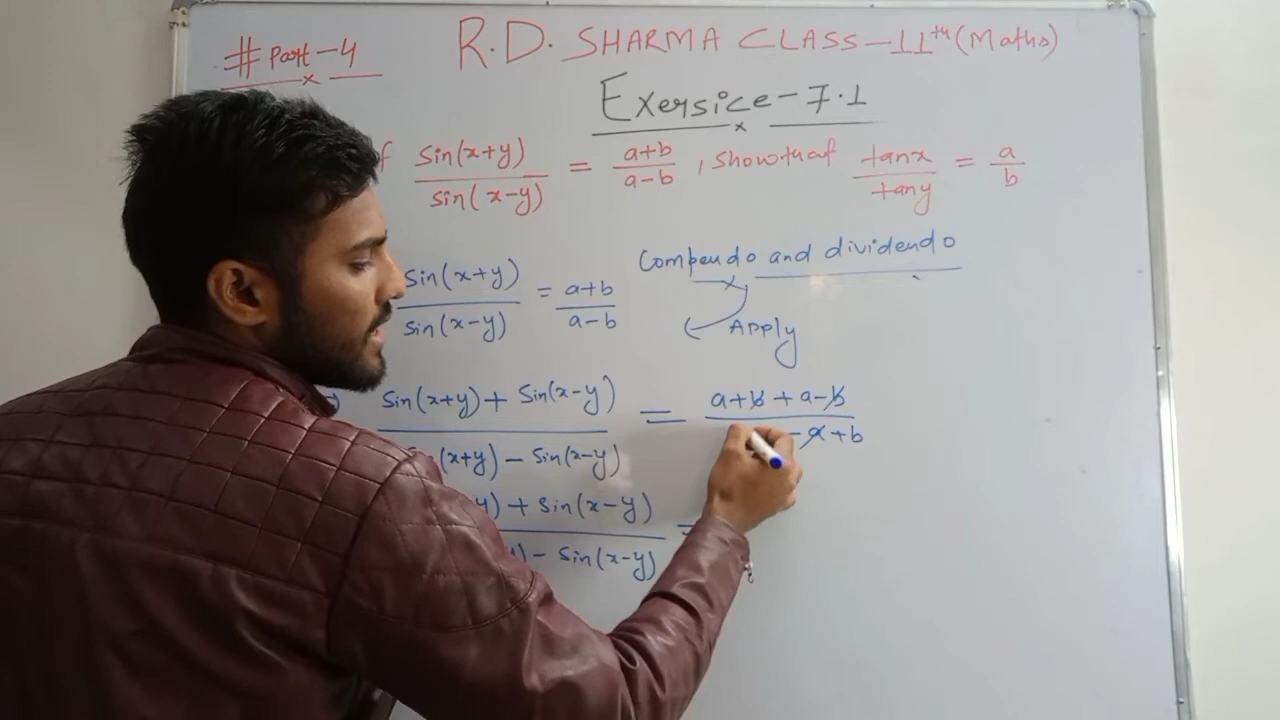 # Part-4
R.D. SHARMA CLASS-11th (Maths)
Exersice-7.1
sin(x+y)/sin(x-y) = a+b/a-b, show that tanx/tany = a/b
Compendo and dividendo
Apply
sin(x+y)/sin(x-y) = a+b/a-b
sin(x+y) + sin(x-y) = a+b+a-b
(x+y) - sin(x-y) -a+b
y) + sin(x-y) =
y) - sin(x-y)